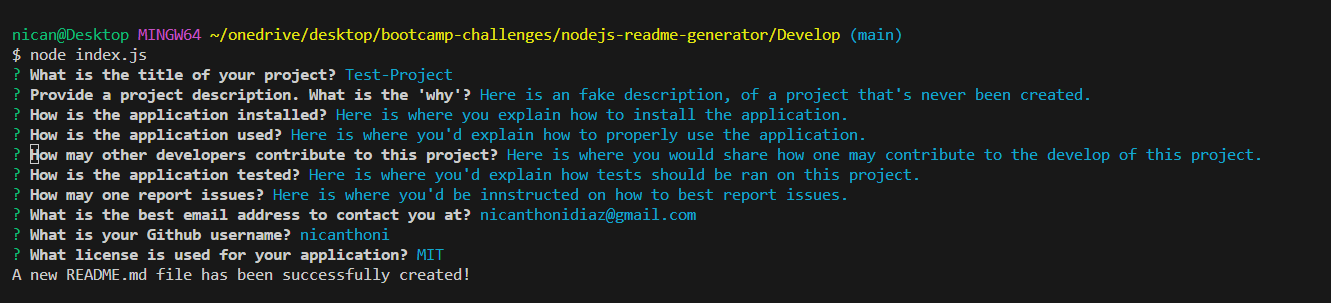 nican@Desktop MINGW64 ~/onedrive/desktop/bootcamp-challenges/nodejs-readme-generator/Develop (main)
$ node index.js
? What is the title of your project? Test-Project
? Provide a project description. What is the 'why'? Here is an fake description, of a project that's never been created.
? How is the application installed? Here is where you explain how to install the application.
? How is the application used? Here is where you'd explain how to properly use the application.
? How may other developers contribute to this project? Here is where you would share how one may contribute to the develop of this project.
? How is the application tested? Here is where you'd explain how tests should be ran on this project.
? How may one report issues? Here is where you'd be innstructed on how to best report issues.
? What is the best email address to contact you at? nicanthonidiaz@gmail.com
? What is your Github username? nicanthoni
? What license is used for your application? MIT
A new README.md file has been successfully created!